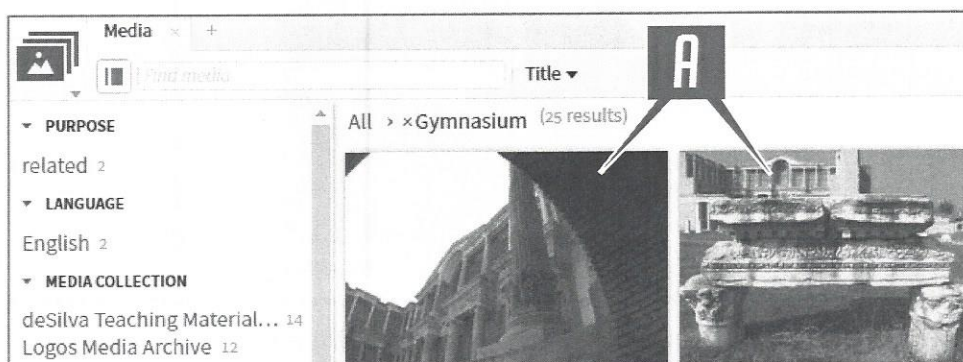 Media × +
Find media
Title ▾
A
All › ×Gymnasium (25 results)
▾ PURPOSE
related 2
▾ LANGUAGE
English 2
▾ MEDIA COLLECTION
deSilva Teaching Material... 14
Logos Media Archive 12